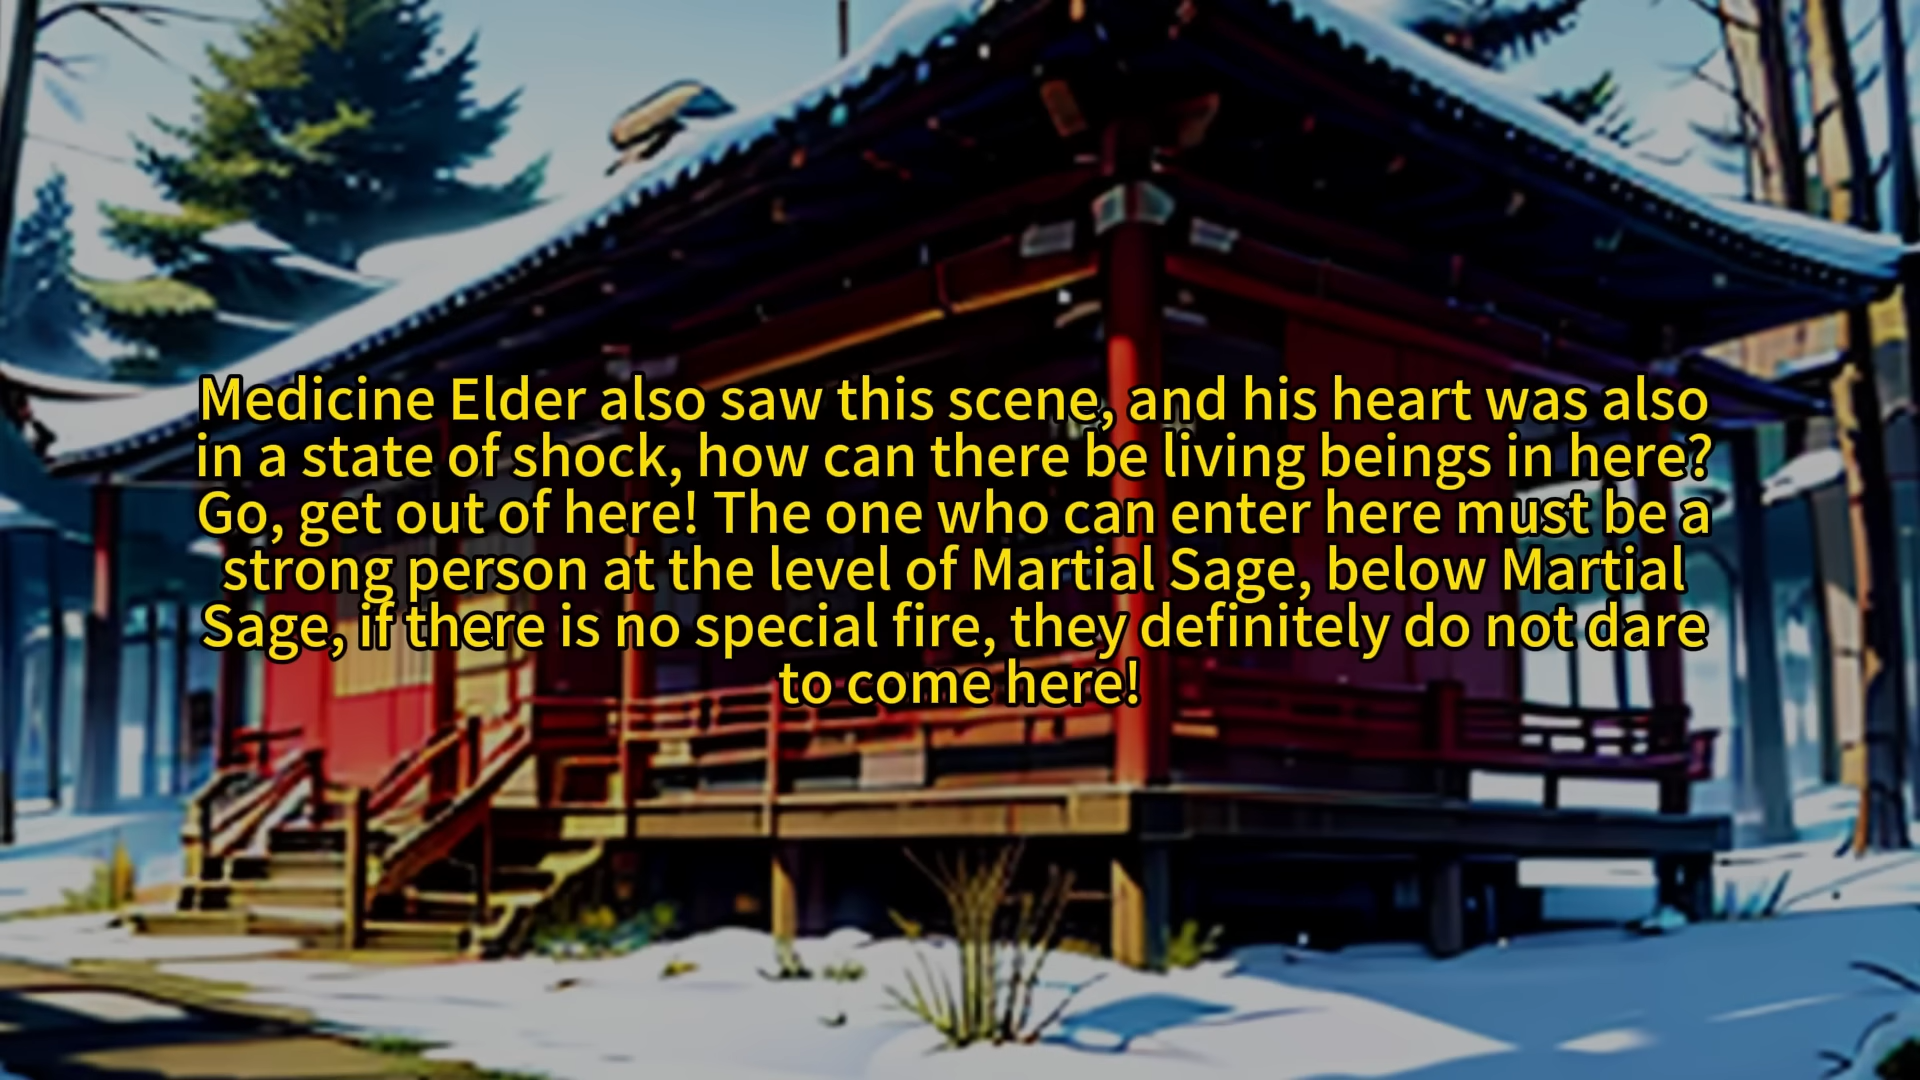 Medicine Elder also saw this scene, and his heart was also
in a state of shock, how can there be living beings in here?
Go, get out of here! The one who can enter here must be a
strong person at the level of Martial Sage, below Martial
Sage, if there is no special fire, they definitely do not dare
to come here!